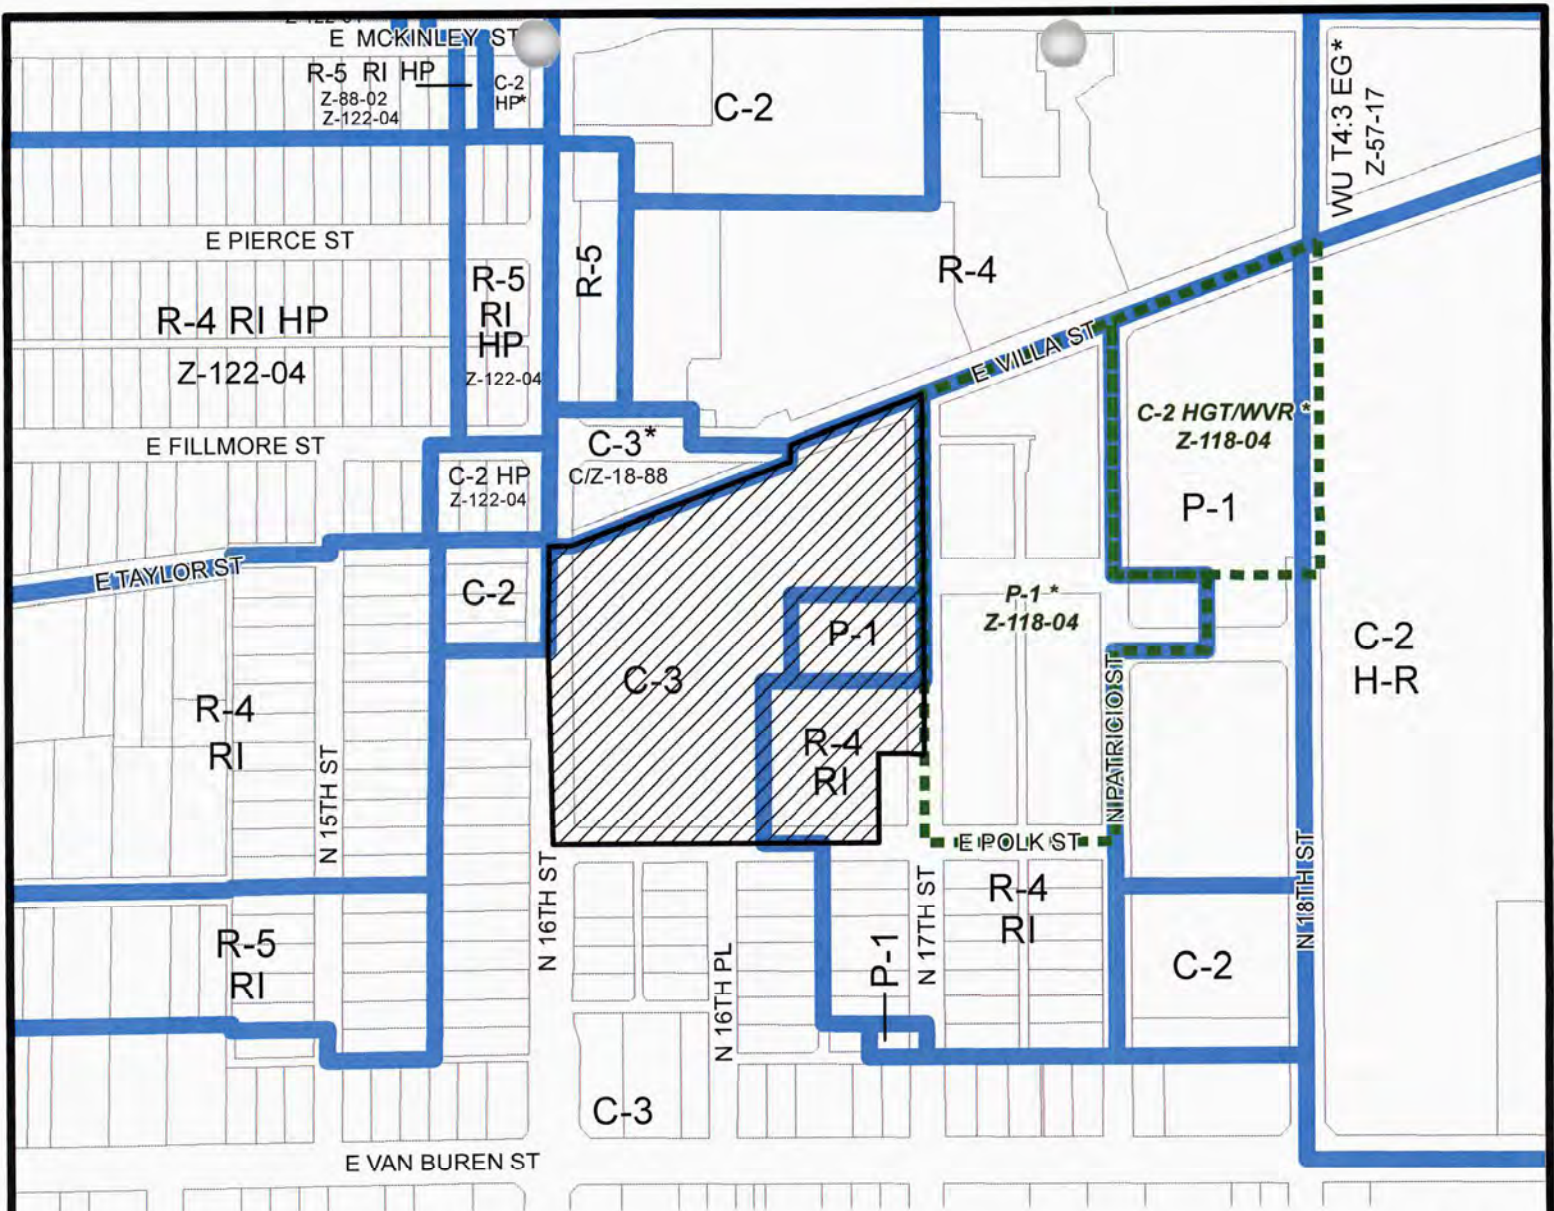 E MCKINLEY ST
R-5 RI HP
Z-88-02
Z-122-04
C-2
HP*
C-2
WU T4:3 EG*
Z-57-17
E PIERCE ST
R-4 RI HP
Z-122-04
R-5
RI
HP
Z-122-04
R-5
R-4
E VILLA ST
E FILLMORE ST
C-3*
C/Z-18-88
C-2 HP
Z-122-04
C-2 HGT/WVR *
Z-118-04
P-1
E TAYLOR ST
C-2
P-1 *
Z-118-04
P-1
C-3
C-2
H-R
R-4
RI
R-4
RI
N 15TH ST
N PATRICIO ST
E POLK ST
N 16TH ST
N 17TH ST
N 18TH ST
R-4
RI
R-5
RI
N 16TH PL
P-1
C-2
C-3
E VAN BUREN ST